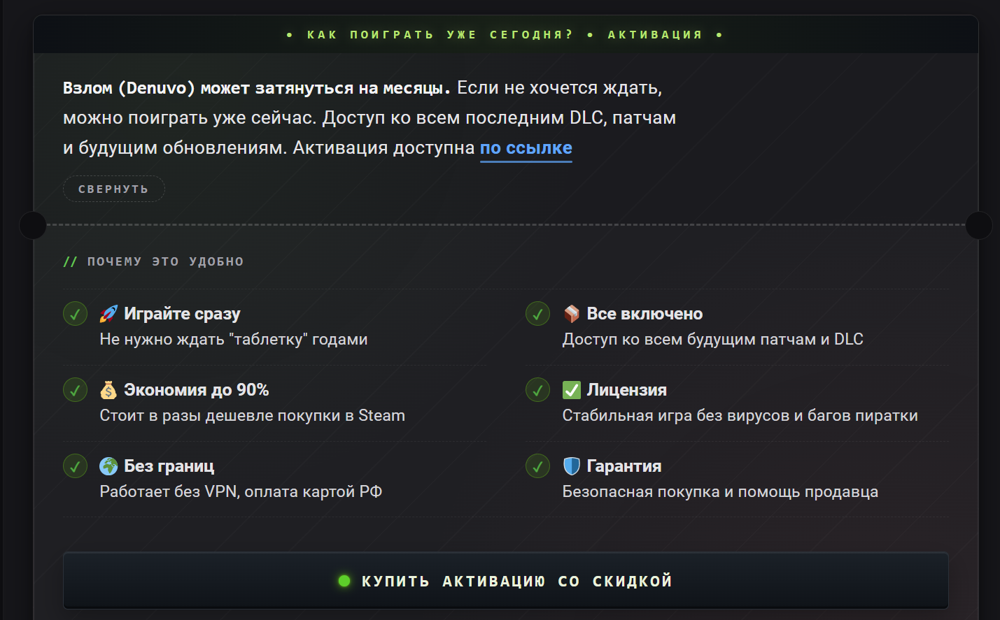 • КАК ПОИГРАТЬ УЖЕ СЕГОДНЯ? • АКТИВАЦИЯ •
Взлом (Denuvo) может затянуться на месяцы. Если не хочется ждать,
можно поиграть уже сейчас. Доступ ко всем последним DLC, патчам
и будущим обновлениям. Активация доступна по ссылке
СВЕРНУТЬ
// ПОЧЕМУ ЭТО УДОБНО
Играйте сразу
Не нужно ждать "таблетку" годами
Все включено
Доступ ко всем будущим патчам и DLC
Экономия до 90%
Стоит в разы дешевле покупки в Steam
Лицензия
Стабильная игра без вирусов и багов пиратки
Без границ
Работает без VPN, оплата картой РФ
Гарантия
Безопасная покупка и помощь продавца
КУПИТЬ АКТИВАЦИЮ СО СКИДКОЙ